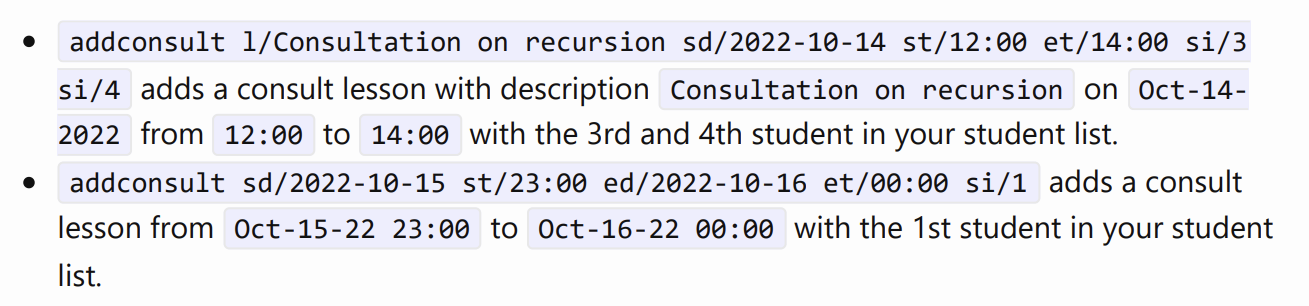 addconsult l/Consultation on recursion sd/2022-10-14 st/12:00 et/14:00 si/3
si/4 adds a consult lesson with description Consultation on recursion on Oct-14-
2022 from 12:00 to 14:00 with the 3rd and 4th student in your student list.
addconsult sd/2022-10-15 st/23:00 ed/2022-10-16 et/00:00 si/1 adds a consult
lesson from Oct-15-22 23:00 to Oct-16-22 00:00 with the 1st student in your student
list.